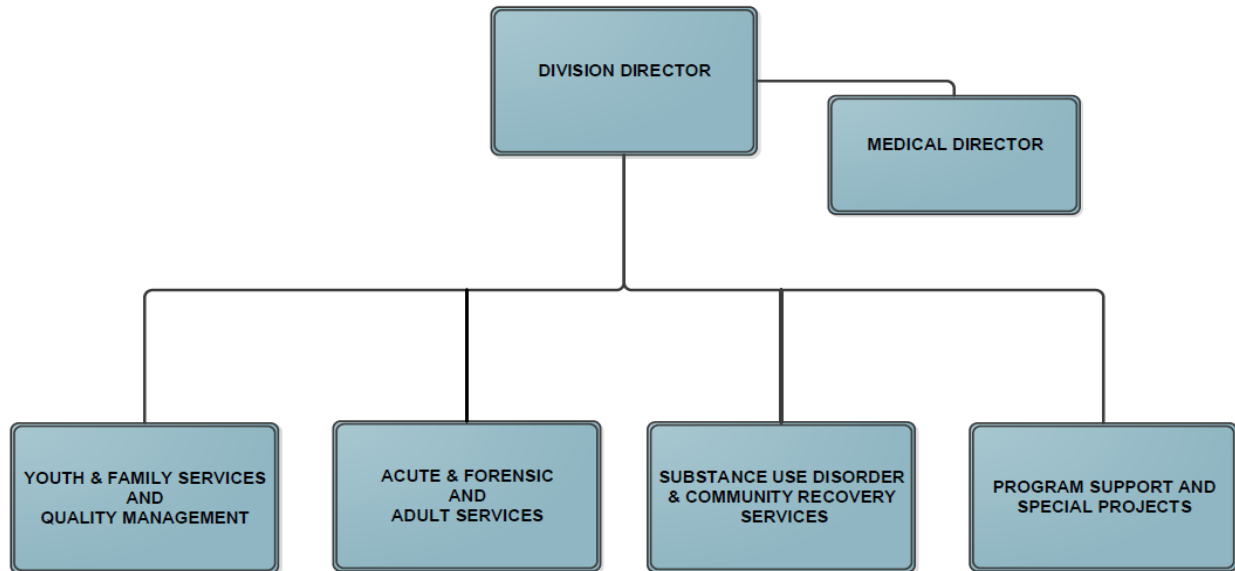 DIVISION DIRECTOR
MEDICAL DIRECTOR
YOUTH & FAMILY SERVICES
AND
QUALITY MANAGEMENT
ACUTE & FORENSIC
AND
ADULT SERVICES
SUBSTANCE USE DISORDER
& COMMUNITY RECOVERY
SERVICES
PROGRAM SUPPORT AND
SPECIAL PROJECTS